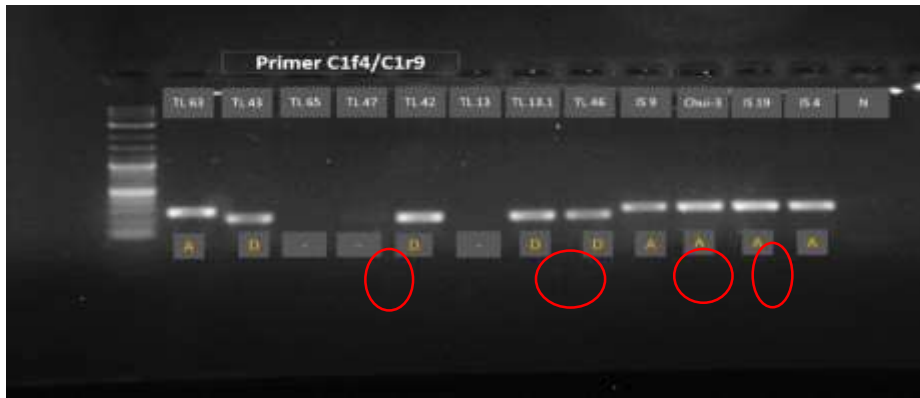 Primer C1f4/C1r9
TL 63 TL 43 TL 65 TL 47 TL 42 TL 13 TL 13.1 TL 46 IS 9 Chui-3 IS 19 IS 4 N
A D - - D - D D A A A A